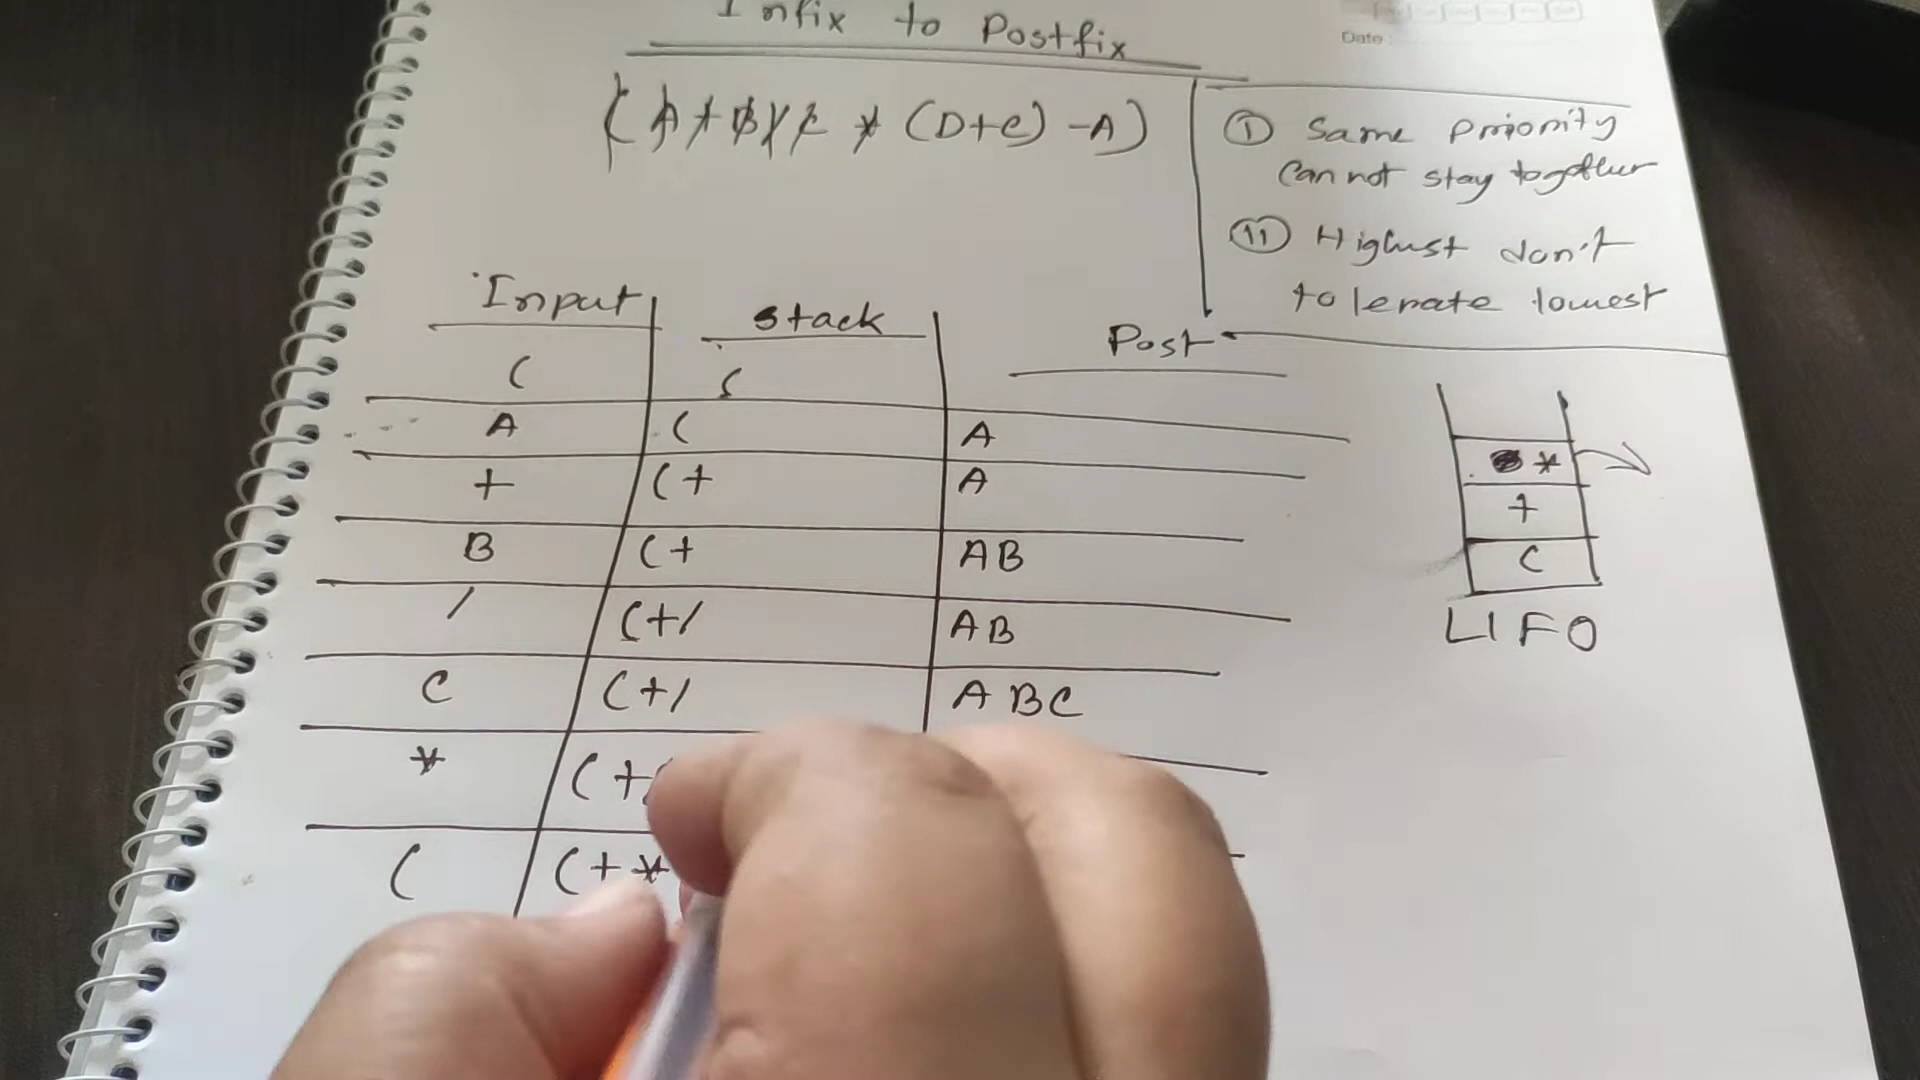 Infix to Postfix
Date :
(A+B/C * (D+C) -A)
① Same priority
can not stay together
⑪ Highest don't
tolerate lowest
Input stack Post
( (
A ( A
+ (+ A
B (+ AB
/ (+/ AB
C (+/ ABC
* (+
( (+*
*
+
(
LIFO